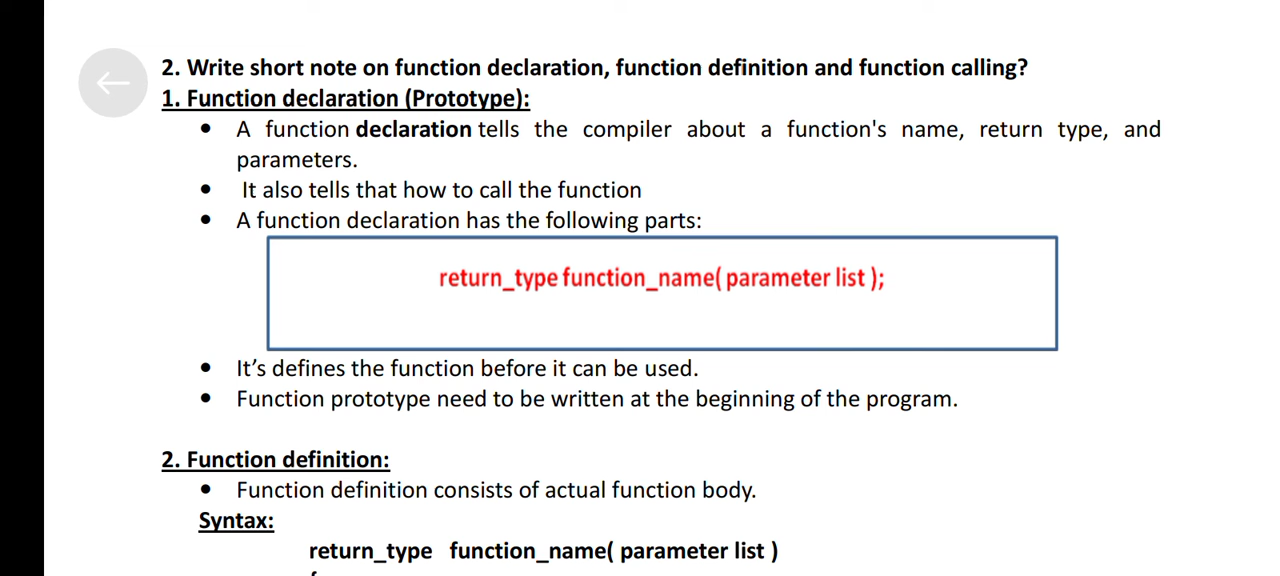 2. Write short note on function declaration, function definition and function calling?
1. Function declaration (Prototype):
• A function declaration tells the compiler about a function's name, return type, and
parameters.
• It also tells that how to call the function
• A function declaration has the following parts:
return_type function_name( parameter list );
• It’s defines the function before it can be used.
• Function prototype need to be written at the beginning of the program.
2. Function definition:
• Function definition consists of actual function body.
Syntax:
return_type function_name( parameter list )